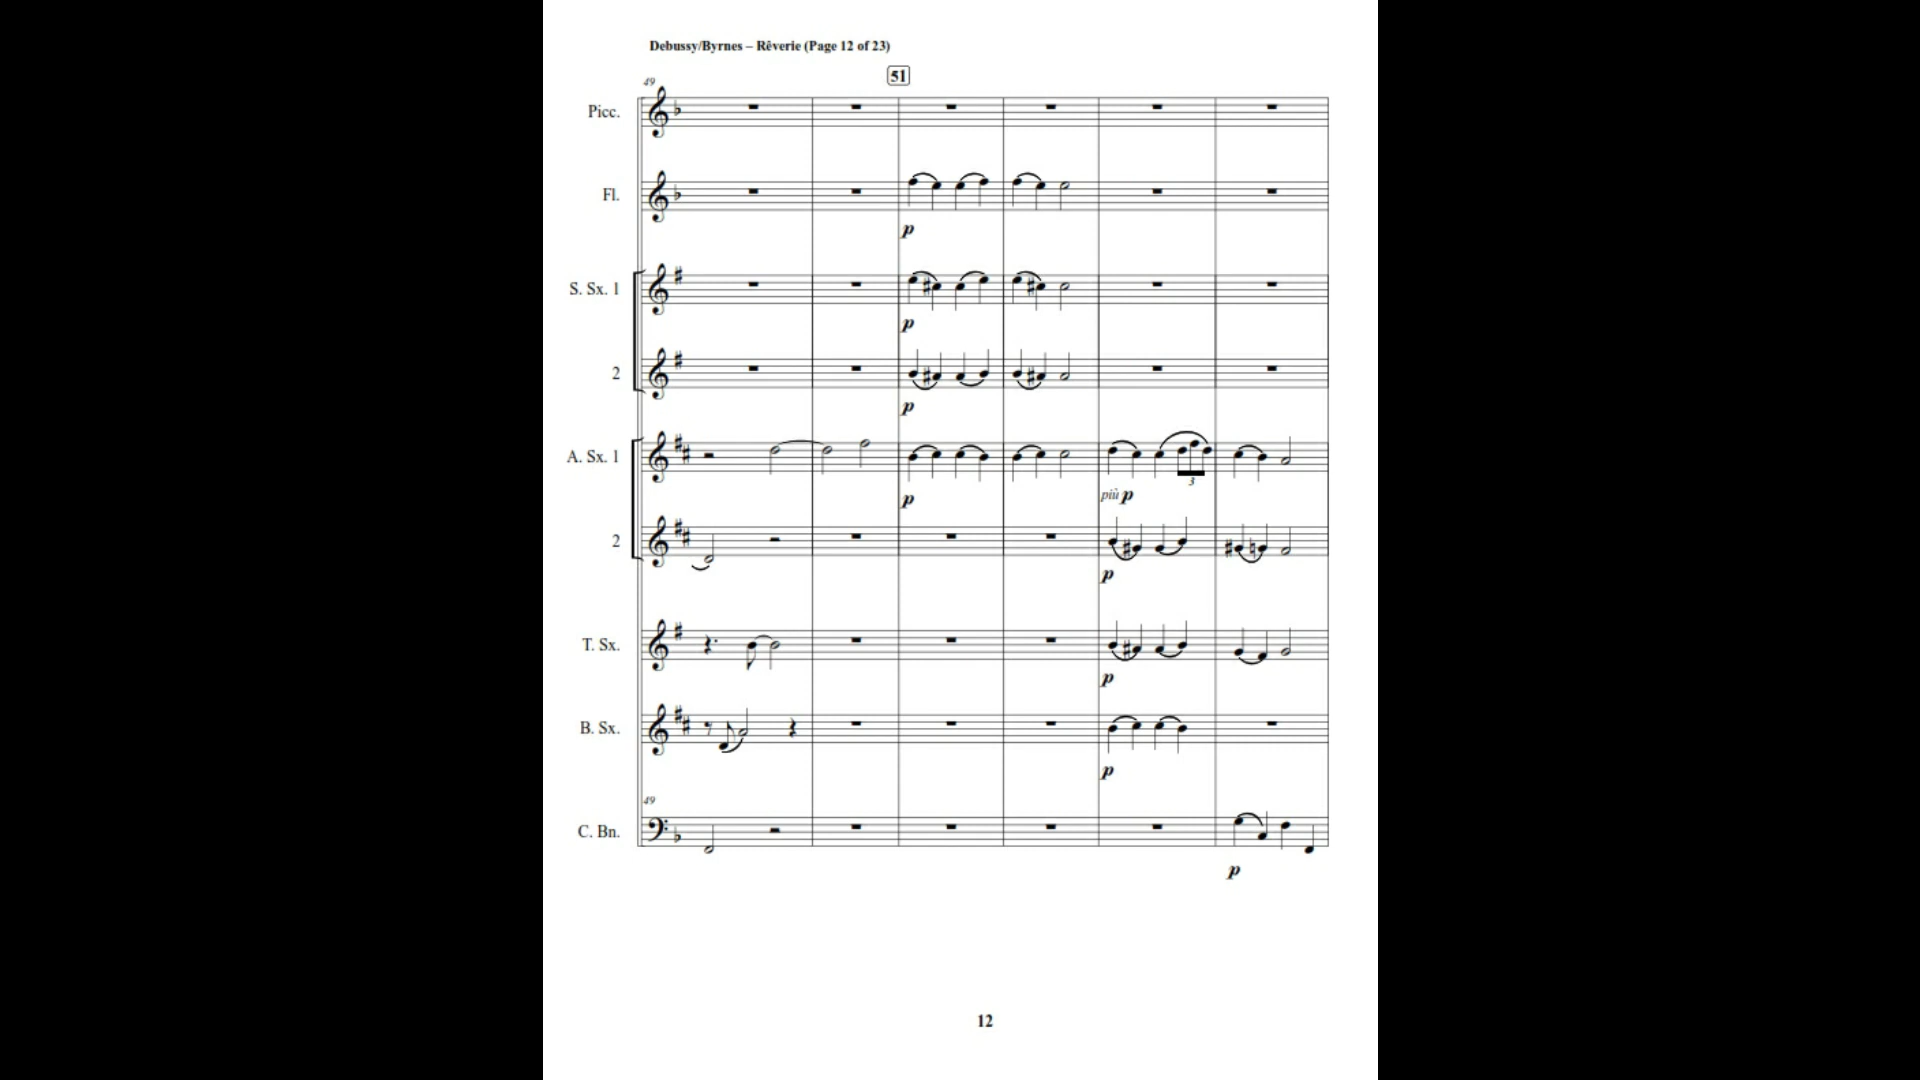 Debussy/Byrnes – Rêverie (Page 12 of 23)
51
49
Picc.
Fl.
p
S. Sx. 1
p
2
p
A. Sx. 1
3
p
più p
2
p
T. Sx.
p
B. Sx.
p
49
C. Bn.
p
12